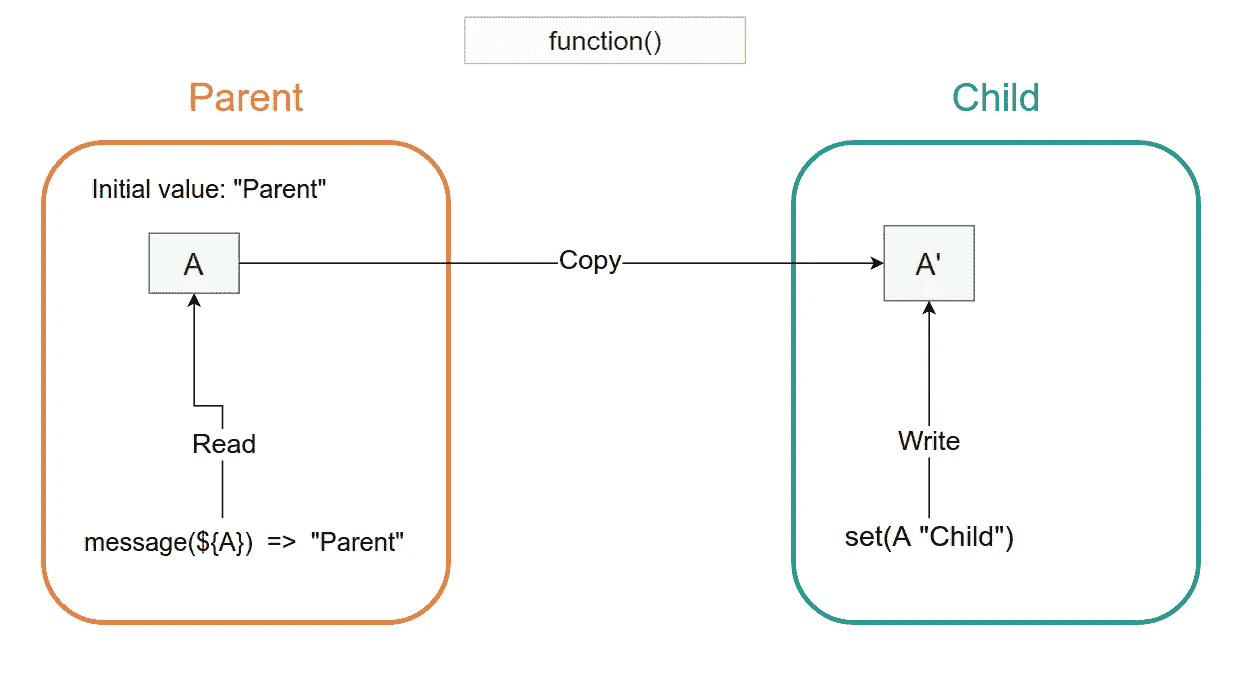 function()
Parent
Child
Initial value: "Parent"
A
Copy
A'
Read
Write
message(${A}) => "Parent"
set(A "Child")